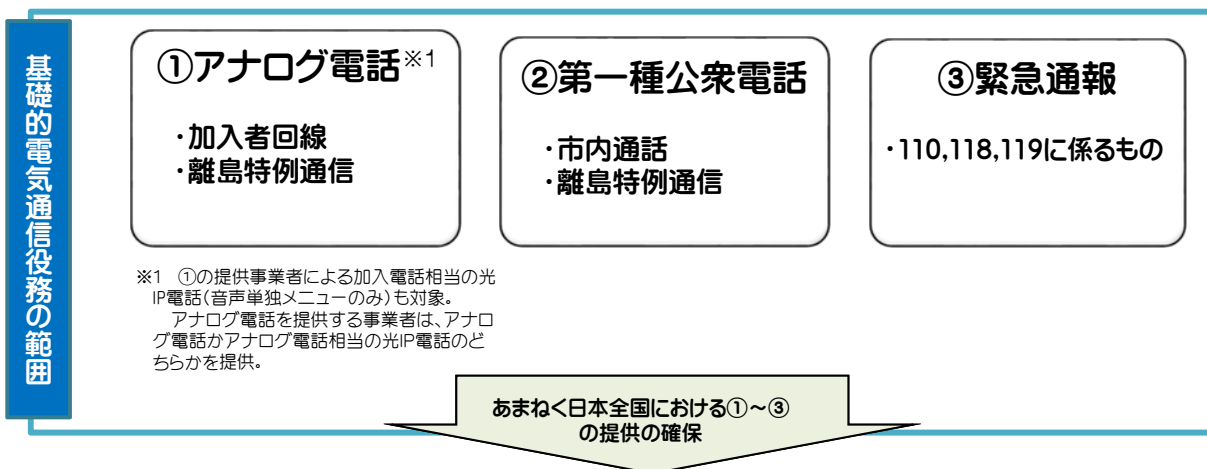 基礎的電気通信役務の範囲
①アナログ電話※1
・加入者回線
・離島特例通信
②第一種公衆電話
・市内通話
・離島特例通信
③緊急通報
・110,118,119に係るもの
※1　①の提供事業者による加入電話相当の光
IP電話(音声単独メニューのみ)も対象。
アナログ電話を提供する事業者は、アナロ
グ電話かアナログ電話相当の光IP電話のど
ちらかを提供。
あまねく日本全国における①～③
の提供の確保